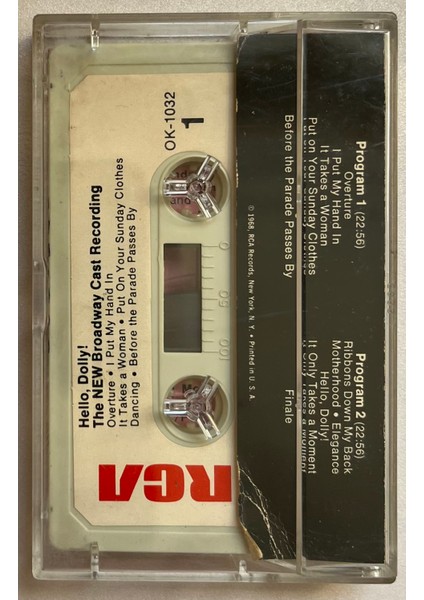 Hello, Dolly!
The NEW Broadway Cast Recording
Overture • I Put My Hand In
It Takes a Woman • Put On Your Sunday Clothes
Dancing • Before the Parade Passes By
OK-1032
1
RCA
0 50 100
Program 1 (22:56)
Overture
I Put My Hand In
It Takes a Woman
Put on Your Sunday Clothes
Before the Parade Passes By
Program 2 (22:56)
Ribbons Down My Back
Motherhood • Elegance
Hello, Dolly!
It Only Takes a Moment
Finale
© 1968, RCA Records, New York, N. Y. • Printed in U. S. A.